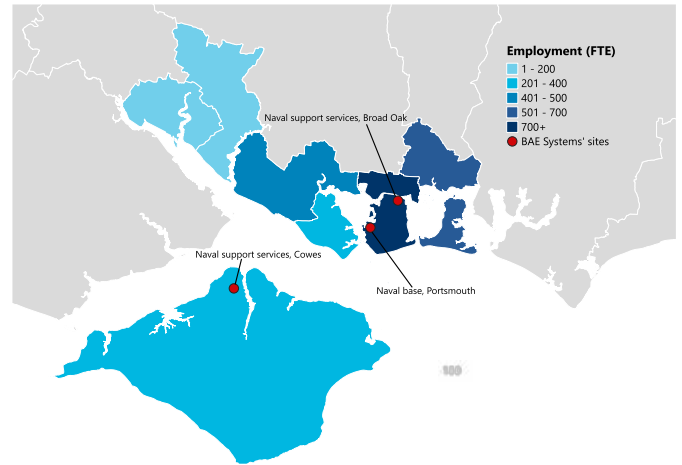 Employment (FTE)
1 - 200
201 - 400
401 - 500
501 - 700
700+
BAE Systems' sites
Naval support services, Broad Oak
Naval support services, Cowes
Naval base, Portsmouth